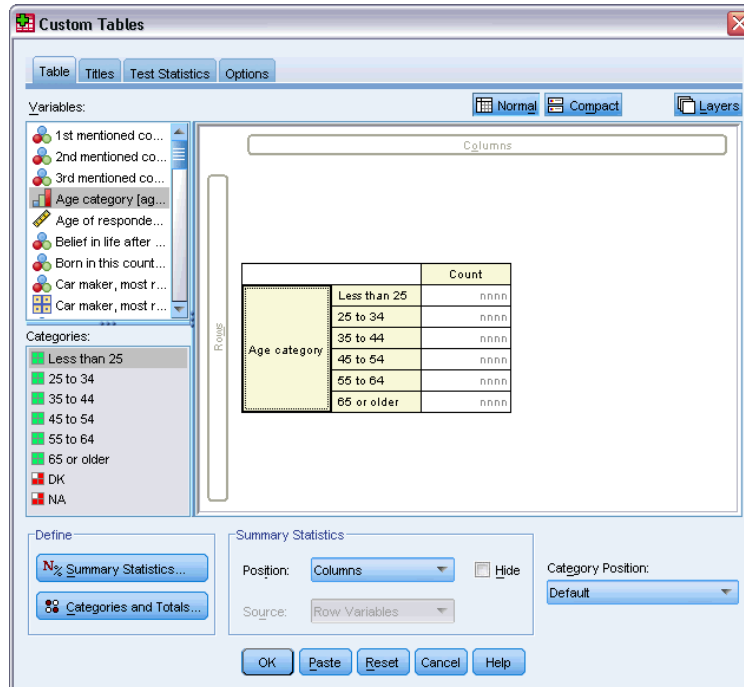 Custom Tables
Table Titles Test Statistics Options
Variables:
Normal Compact Layers
1st mentioned co...
2nd mentioned co...
3rd mentioned co...
Age category [ag...
Age of responde...
Belief in life after ...
Born in this count...
Car maker, most r...
Car maker, most r...
Categories:
Less than 25
25 to 34
35 to 44
45 to 54
55 to 64
65 or older
DK
NA
Columns
Rows
Count
Age category
Less than 25 nnnn
25 to 34 nnnn
35 to 44 nnnn
45 to 54 nnnn
55 to 64 nnnn
65 or older nnnn
Define
N% Summary Statistics...
Categories and Totals...
Summary Statistics
Position: Columns Hide
Source: Row Variables
Category Position:
Default
OK Paste Reset Cancel Help